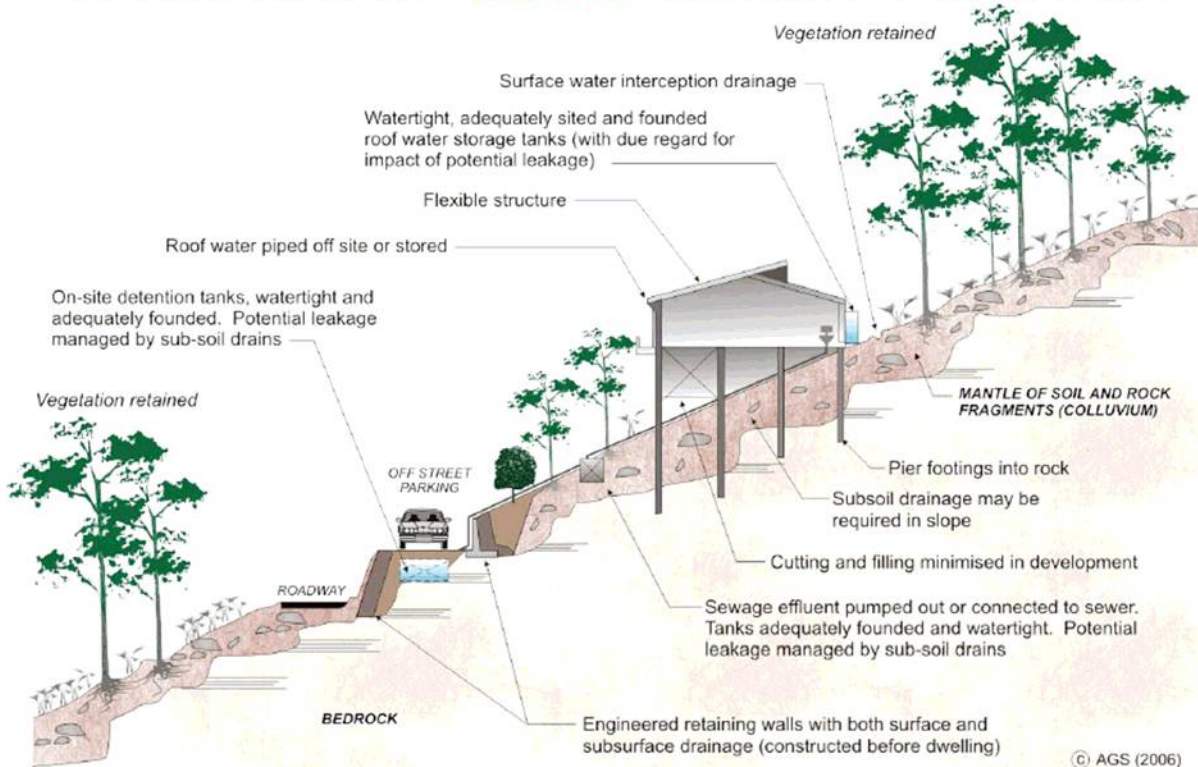 Vegetation retained
Surface water interception drainage
Watertight, adequately sited and founded
roof water storage tanks (with due regard for
impact of potential leakage)
Flexible structure
Roof water piped off site or stored
On-site detention tanks, watertight and
adequately founded. Potential leakage
managed by sub-soil drains
Vegetation retained
MANTLE OF SOIL AND ROCK
FRAGMENTS (COLLUVIUM)
OFF STREET
PARKING
Pier footings into rock
Subsoil drainage may be
required in slope
Cutting and filling minimised in development
ROADWAY
Sewage effluent pumped out or connected to sewer.
Tanks adequately founded and watertight. Potential
leakage managed by sub-soil drains
BEDROCK
Engineered retaining walls with both surface and
subsurface drainage (constructed before dwelling)
© AGS (2006)